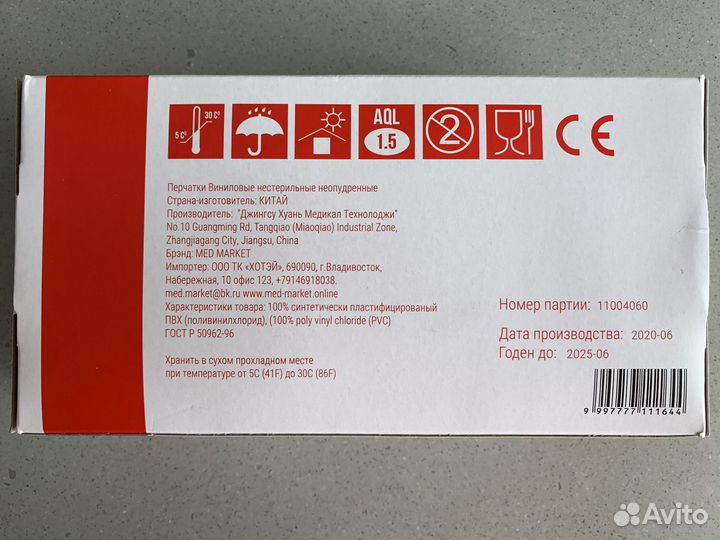 5 C⁰
30 C⁰
AQL
1.5
2
CE
Перчатки Виниловые нестерильные неопудренные
Страна-изготовитель: КИТАЙ
Производитель: "Джингсу Хуань Медикал Технолоджи"
No.10 Guangming Rd, Tangqiao (Miaoqiao) Industrial Zone,
Zhangjiagang City, Jiangsu, China
Брэнд: MED MARKET
Импортер: ООО ТК «ХОТЭЙ», 690090, г.Владивосток,
Набережная, 10 офис 123, +79146918038.
med.market@bk.ru www-med-market.online
Характеристики товара: 100% синтетически пластифицированый
ПВХ (поливинилхлорид), (100% poly vinyl chloride (PVC)
ГОСТ Р 50962-96
Хранить в сухом прохладном месте
при температуре от 5С (41F) до 30С (86F)
Номер партии: 11004060
Дата производства: 2020-06
Годен до: 2025-06
9 997777 111644
Avito